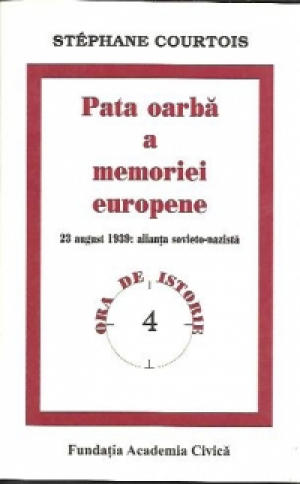 STÉPHANE COURTOIS
Pata oarbă
a
memoriei
europene
23 august 1939: alianța sovieto-nazistă
ORA DE ISTORIE
4
Fundația Academia Civică